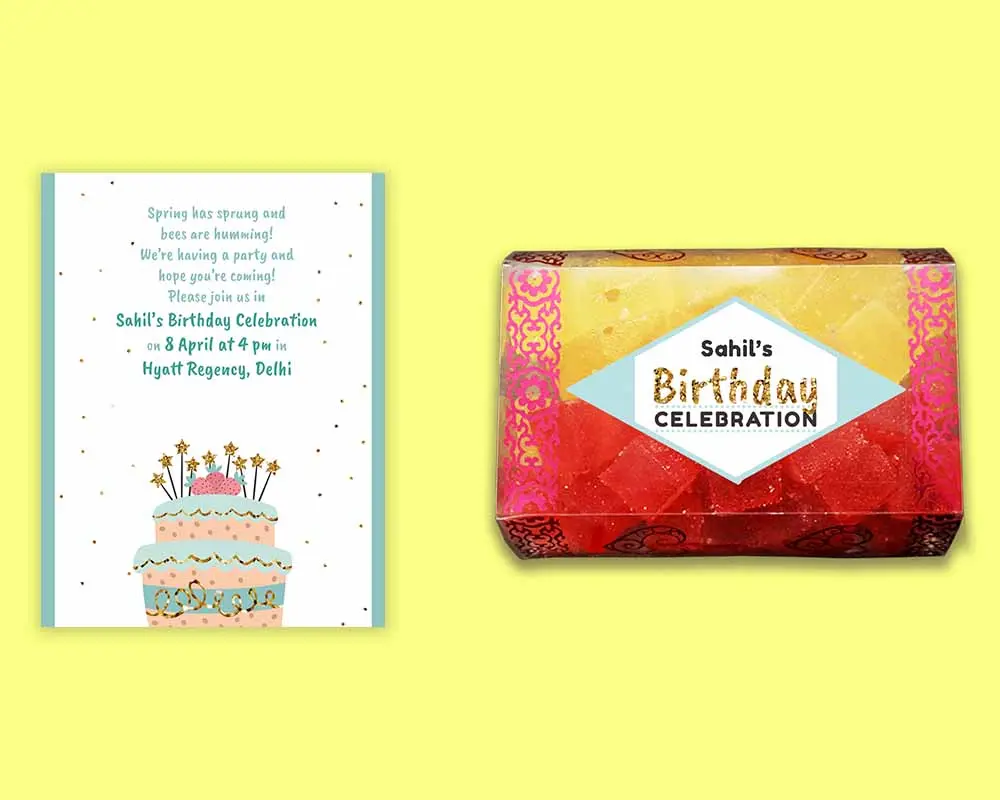 Spring has sprung and
bees are humming!
We're having a party and
hope you're coming!
Please join us in
Sahil's Birthday Celebration
on 8 April at 4 pm in
Hyatt Regency, Delhi
Sahil's
Birthday
CELEBRATION